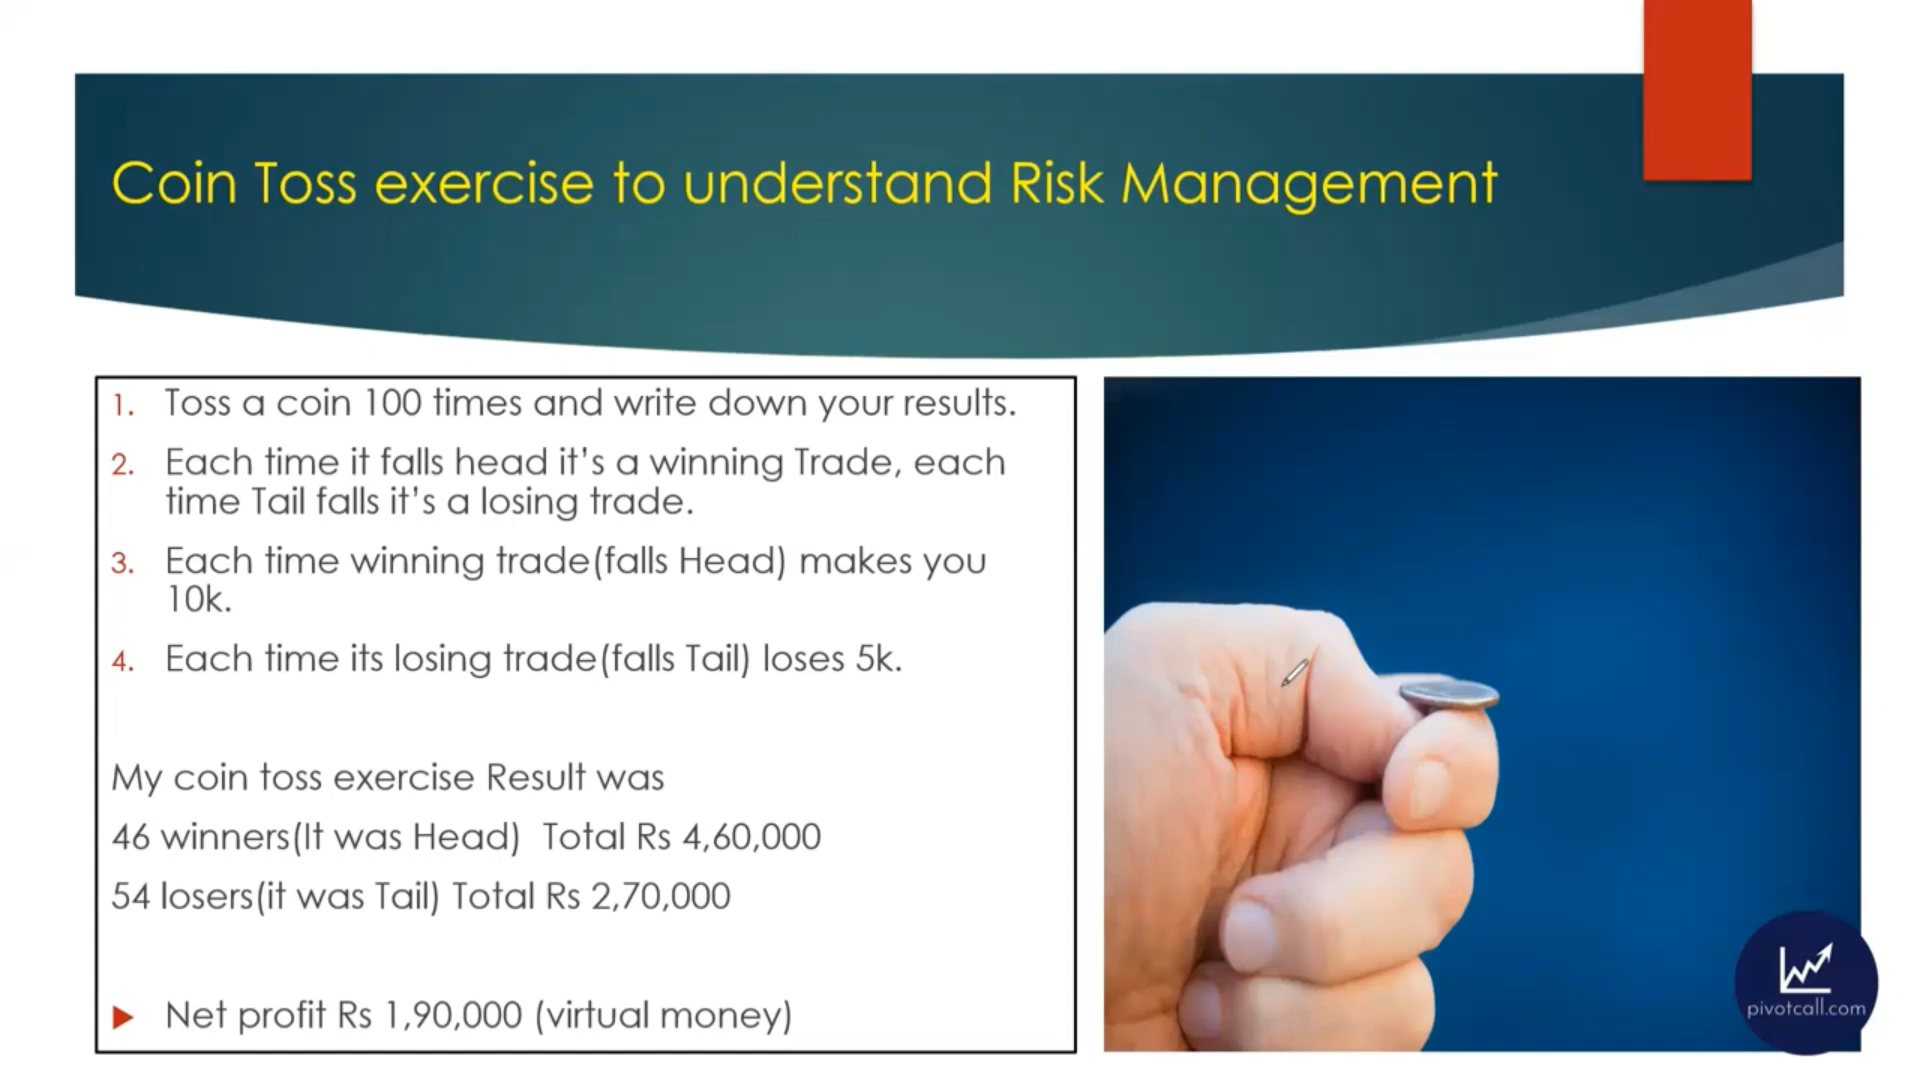 Coin Toss exercise to understand Risk Management
1. Toss a coin 100 times and write down your results.
2. Each time it falls head it's a winning Trade, each
time Tail falls it's a losing trade.
3. Each time winning trade(falls Head) makes you
10k.
4. Each time its losing trade(falls Tail) loses 5k.
My coin toss exercise Result was
46 winners(It was Head) Total Rs 4,60,000
54 losers(it was Tail) Total Rs 2,70,000
Net profit Rs 1,90,000 (virtual money)
pivotcall.com